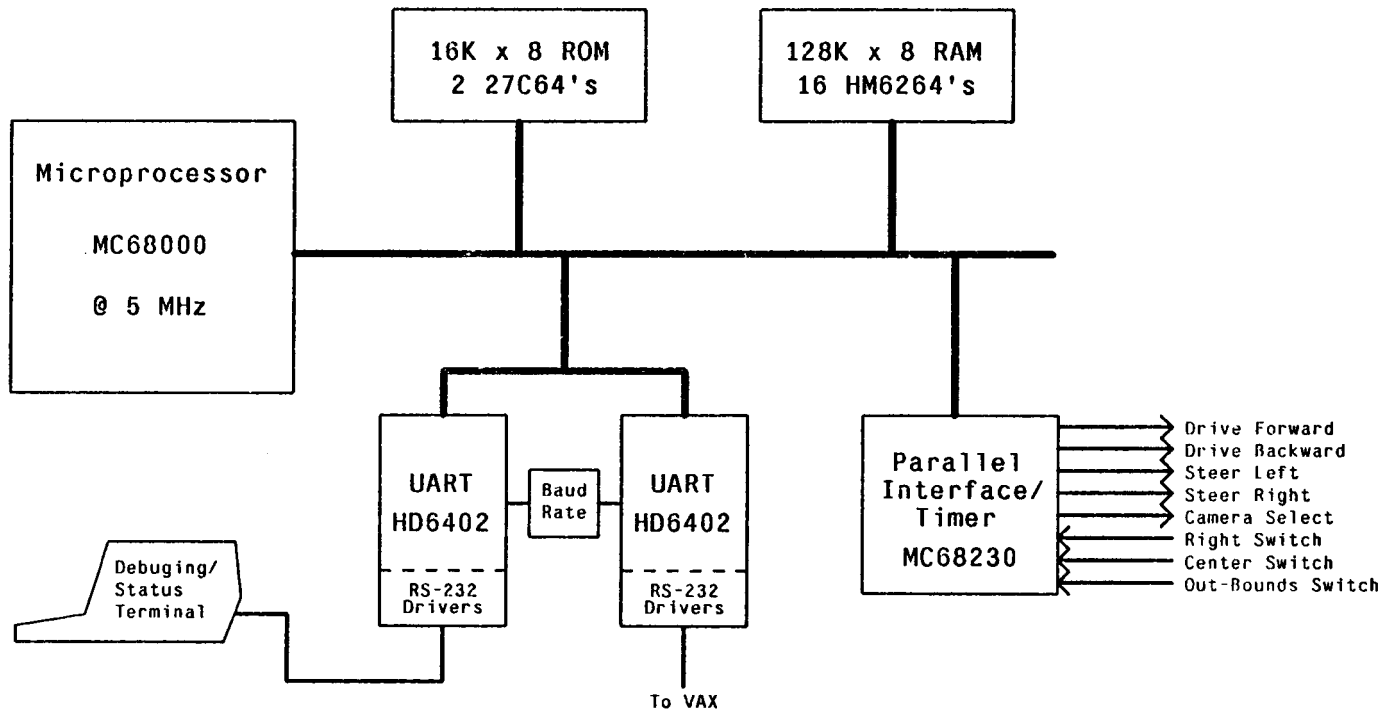 16K x 8 ROM
2 27C64's
128K x 8 RAM
16 HM6264's
Microprocessor
MC68000
@ 5 MHz
UART
HD6402
RS-232
Drivers
Baud
Rate
UART
HD6402
RS-232
Drivers
Parallel
Interface/
Timer
MC68230
Drive Forward
Drive Backward
Steer Left
Steer Right
Camera Select
Right Switch
Center Switch
Out-Bounds Switch
Debuging/
Status
Terminal
To VAX